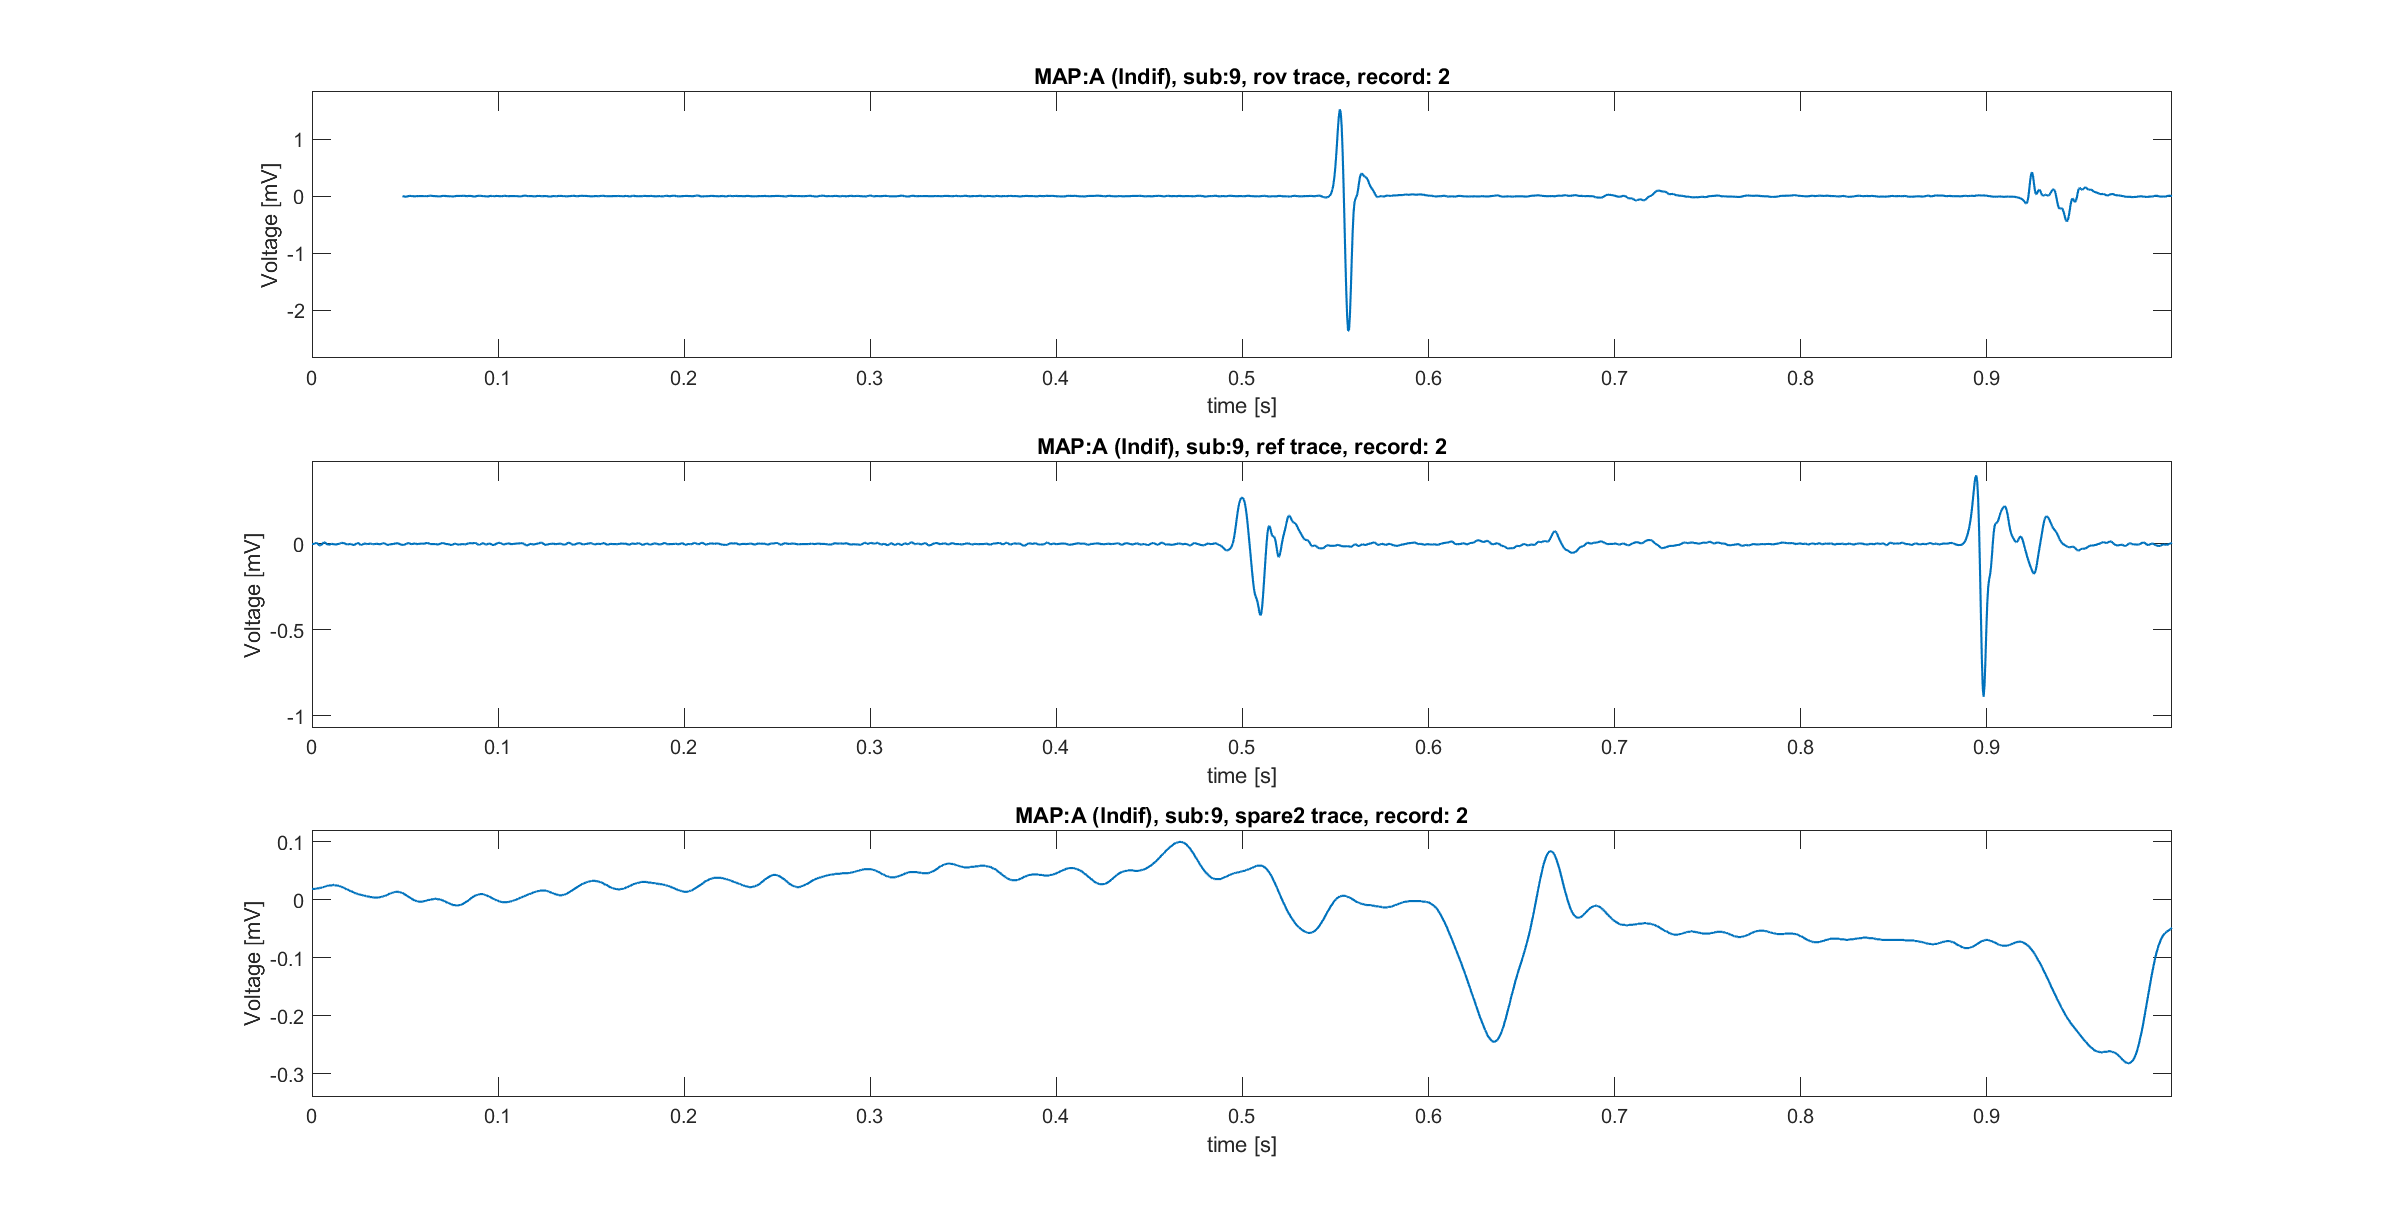 MAP:A (Indif), sub:9, rov trace, record: 2
1
0
-1
-2
Voltage [mV]
0 0.1 0.2 0.3 0.4 0.5 0.6 0.7 0.8 0.9
time [s]
MAP:A (Indif), sub:9, ref trace, record: 2
0
-0.5
-1
Voltage [mV]
0 0.1 0.2 0.3 0.4 0.5 0.6 0.7 0.8 0.9
time [s]
MAP:A (Indif), sub:9, spare2 trace, record: 2
0.1
0
-0.1
-0.2
-0.3
Voltage [mV]
0 0.1 0.2 0.3 0.4 0.5 0.6 0.7 0.8 0.9
time [s]